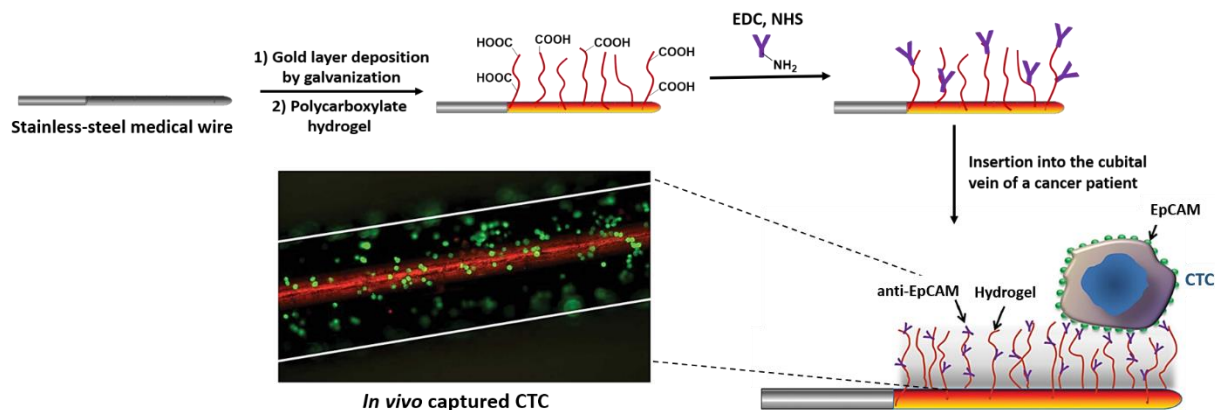 Stainless-steel medical wire
1) Gold layer deposition
by galvanization
2) Polycarboxylate
hydrogel
HOOC
COOH
COOH
COOH
HOOC
COOH
EDC, NHS
NH2
Insertion into the cubital
vein of a cancer patient
EpCAM
CTC
anti-EpCAM
Hydrogel
In vivo captured CTC